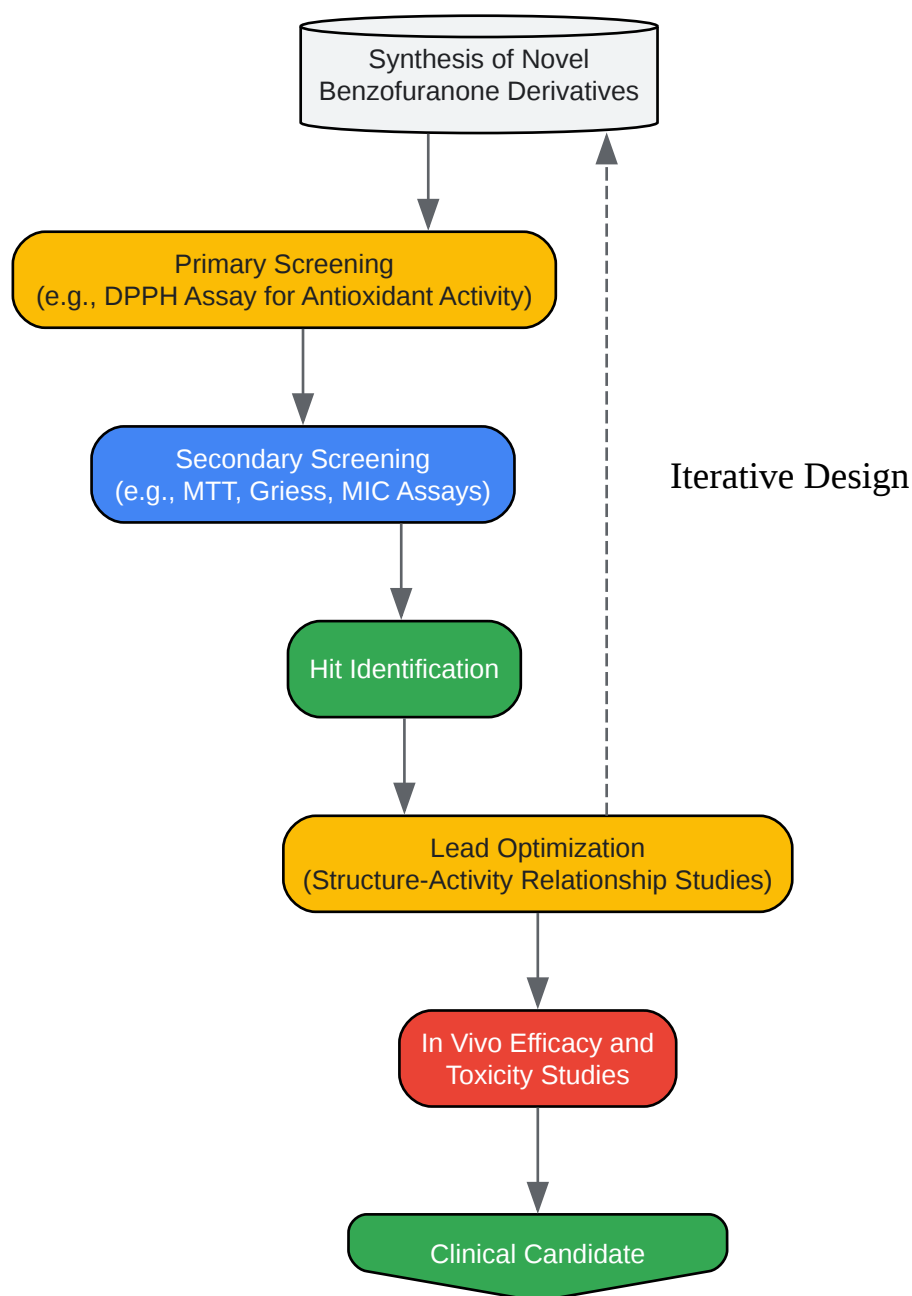 Synthesis of Novel
Benzofuranone Derivatives
Primary Screening
(e.g., DPPH Assay for Antioxidant Activity)
Secondary Screening
(e.g., MTT, Griess, MIC Assays)
Iterative Design
Hit Identification
Lead Optimization
(Structure-Activity Relationship Studies)
In Vivo Efficacy and
Toxicity Studies
Clinical Candidate